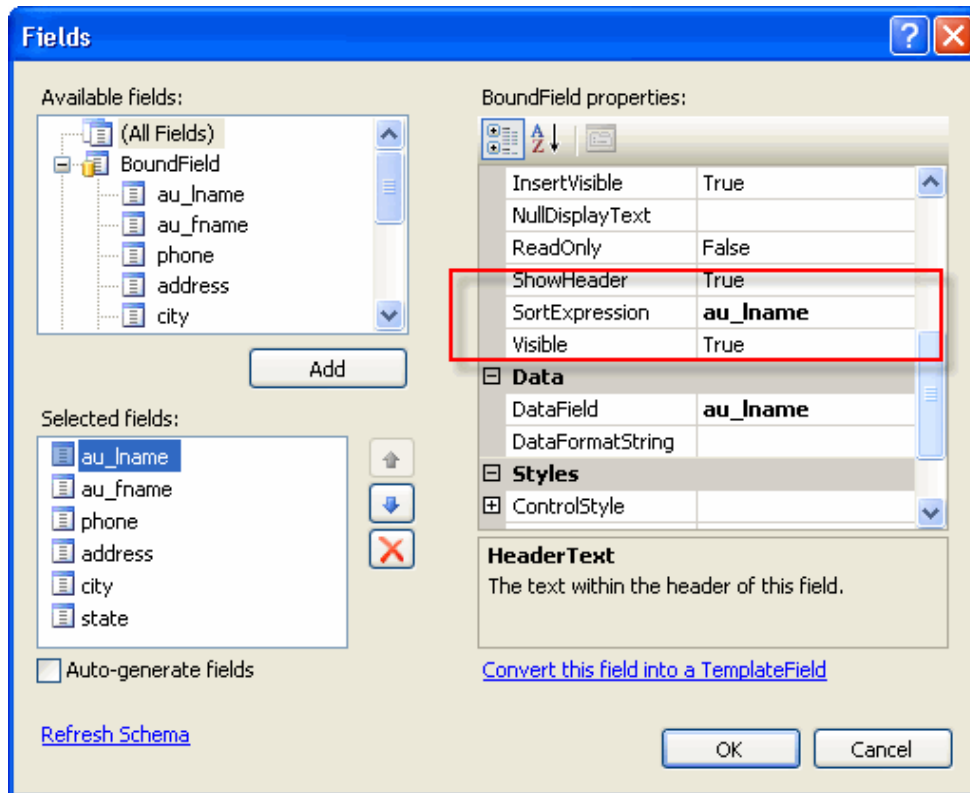 Fields
Available fields:
(All Fields)
BoundField
au_lname
au_fname
phone
address
city
Add
Selected fields:
au_lname
au_fname
phone
address
city
state
Auto-generate fields
Refresh Schema
BoundField properties:
InsertVisible True
NullDisplayText
ReadOnly False
ShowHeader True
SortExpression au_lname
Visible True
Data
DataField au_lname
DataFormatString
Styles
ControlStyle
HeaderText
The text within the header of this field.
Convert this field into a TemplateField
OK Cancel